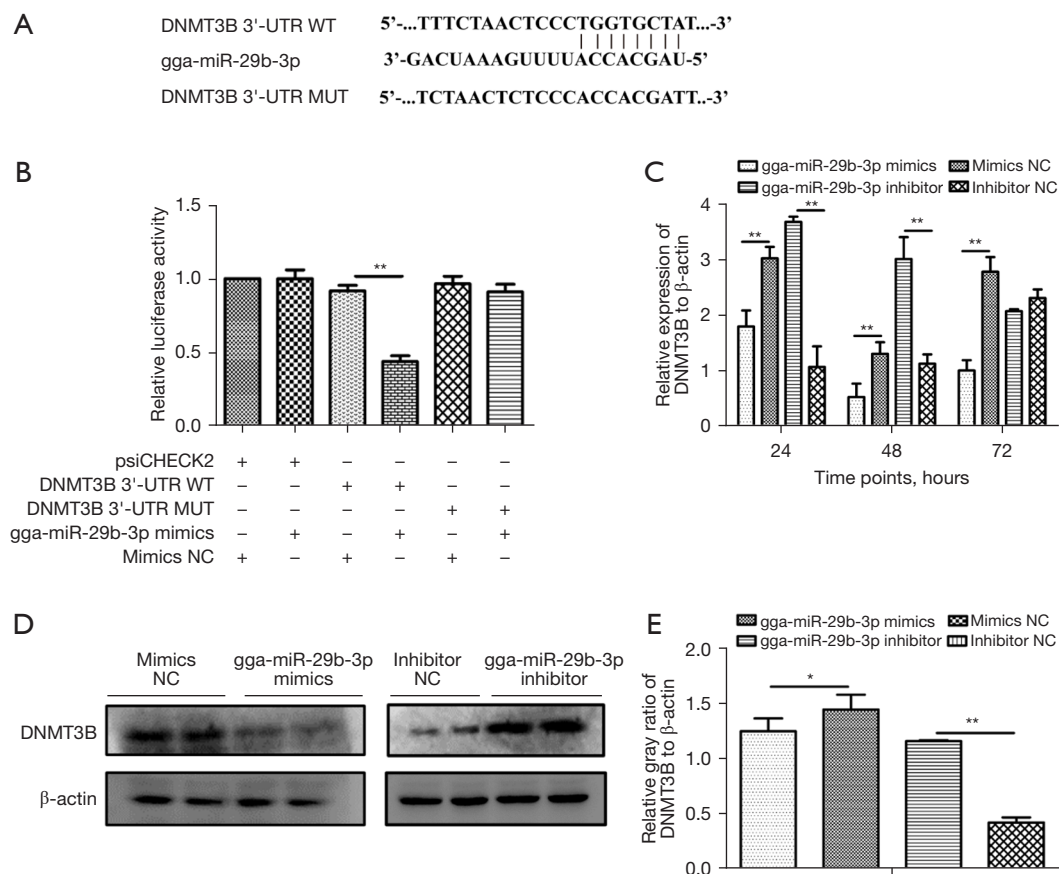 A
DNMT3B 3'-UTR WT 5'-...TTTCTAACTCCCTGGTGCTAT...-3'
gga-miR-29b-3p 3'-GACUAAAGUUUUACCACGAU-5'
DNMT3B 3'-UTR MUT 5'-...TCTAACTCTCCCACCACGATT..-3'
B
Relative luciferase activity
1.5
1.0
0.5
0.0
**
psiCHECK2 + + – – – –
DNMT3B 3'-UTR WT – – + + – –
DNMT3B 3'-UTR MUT – – – – + +
gga-miR-29b-3p mimics – + – + – +
Mimics NC + – + – + –
C
gga-miR-29b-3p mimics Mimics NC
gga-miR-29b-3p inhibitor Inhibitor NC
Relative expression of
DNMT3B to β-actin
4
3
2
1
0
** ** ** ** **
24 48 72
Time points, hours
D
Mimics
NC
gga-miR-29b-3p
mimics
Inhibitor
NC
gga-miR-29b-3p
inhibitor
DNMT3B
β-actin
E
gga-miR-29b-3p mimics Mimics NC
gga-miR-29b-3p inhibitor Inhibitor NC
Relative gray ratio of
DNMT3B to β-actin
2.0
1.5
1.0
0.5
0.0
* **